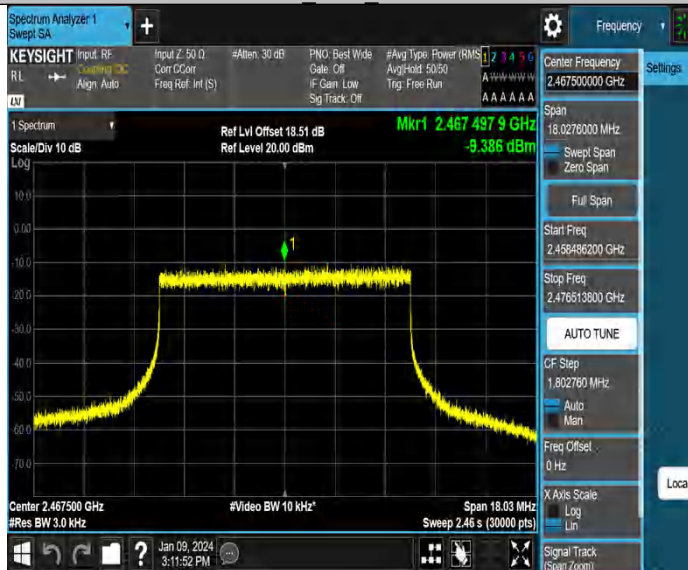 Spectrum Analyzer 1
Swept SA
+
Frequency
KEYSIGHT
RL
LXI
Input: RF
Coupling: DC
Align: Auto
Input Z: 50 Ω
Corr CCorr
Freq Ref: Int (S)
#Atten: 30 dB
PNO: Best Wide
Gate: Off
IF Gain: Low
Sig Track: Off
#Avg Type: Power (RMS
Avg|Hold: 50/50
Trig: Free Run
1 2 3 4 5 6
A W W W W W
A A A A A A
1 Spectrum
Scale/Div 10 dB
Log
Ref Lvl Offset 18.51 dB
Ref Level 20.00 dBm
Mkr1 2.467 497 9 GHz
-9.386 dBm
10.0
0.00
-10.0
-20.0
-30.0
-40.0
-50.0
-60.0
-70.0
1
Center 2.467500 GHz
#Res BW 3.0 kHz
#Video BW 10 kHz*
Span 18.03 MHz
Sweep 2.46 s (30000 pts)
Jan 09, 2024
3:11:52 PM
?
Center Frequency
2.467500000 GHz
Span
18.0276000 MHz
Swept Span
Zero Span
Full Span
Start Freq
2.458486200 GHz
Stop Freq
2.476513800 GHz
AUTO TUNE
CF Step
1.802760 MHz
Auto
Man
Freq Offset
0 Hz
X Axis Scale
Log
Lin
Signal Track
(Span Zoom)
Settings
Loca